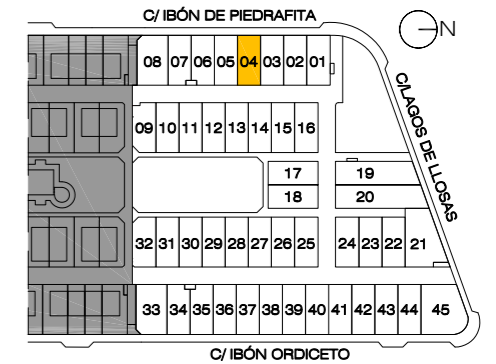 C/ IBÓN DE PIEDRAFITA
N
08 07 06 05 04 03 02 01
C/LAGOS DE LLOSAS
09 10 11 12 13 14 15 16
17 19
18 20
32 31 30 29 28 27 26 25 24 23 22 21
33 34 35 36 37 38 39 40 41 42 43 44 45
C/ IBÓN ORDICETO